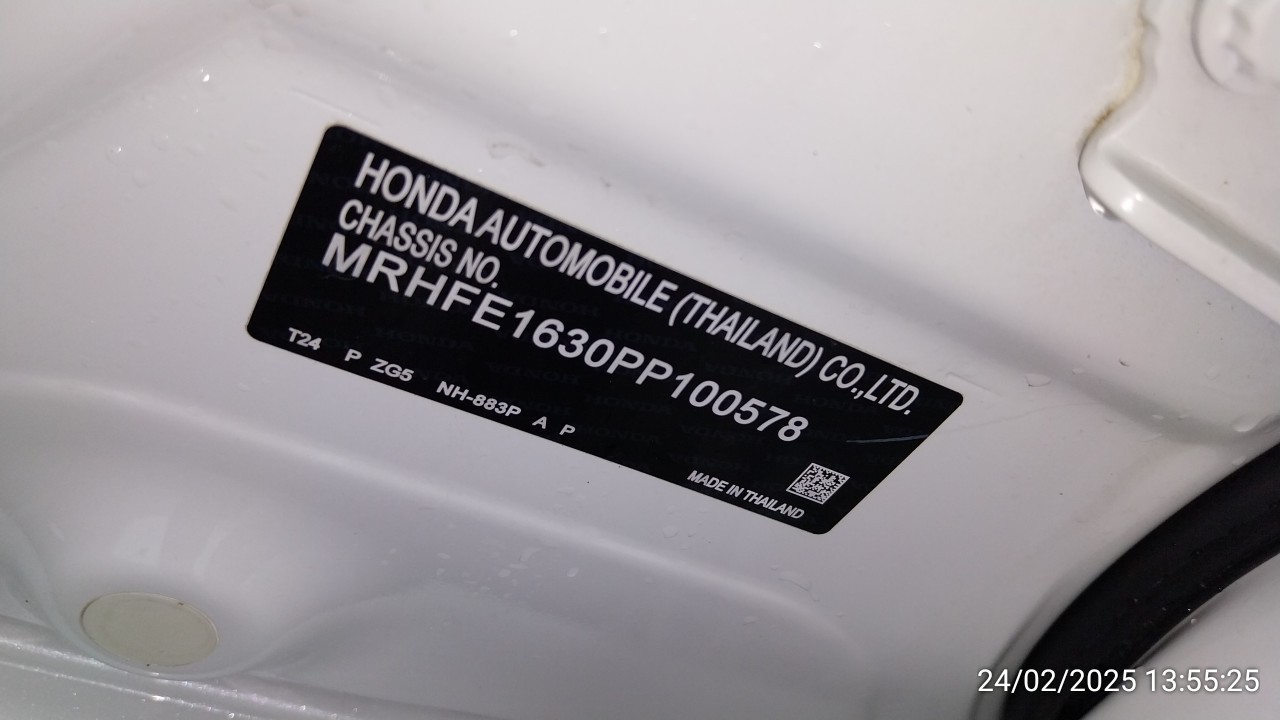 HONDA AUTOMOBILE (THAILAND) CO.,LTD.
CHASSIS NO.
MRHFE1630PP100578
T24 P ZG5 NH-883P A P
MADE IN THAILAND
24/02/2025 13:55:25